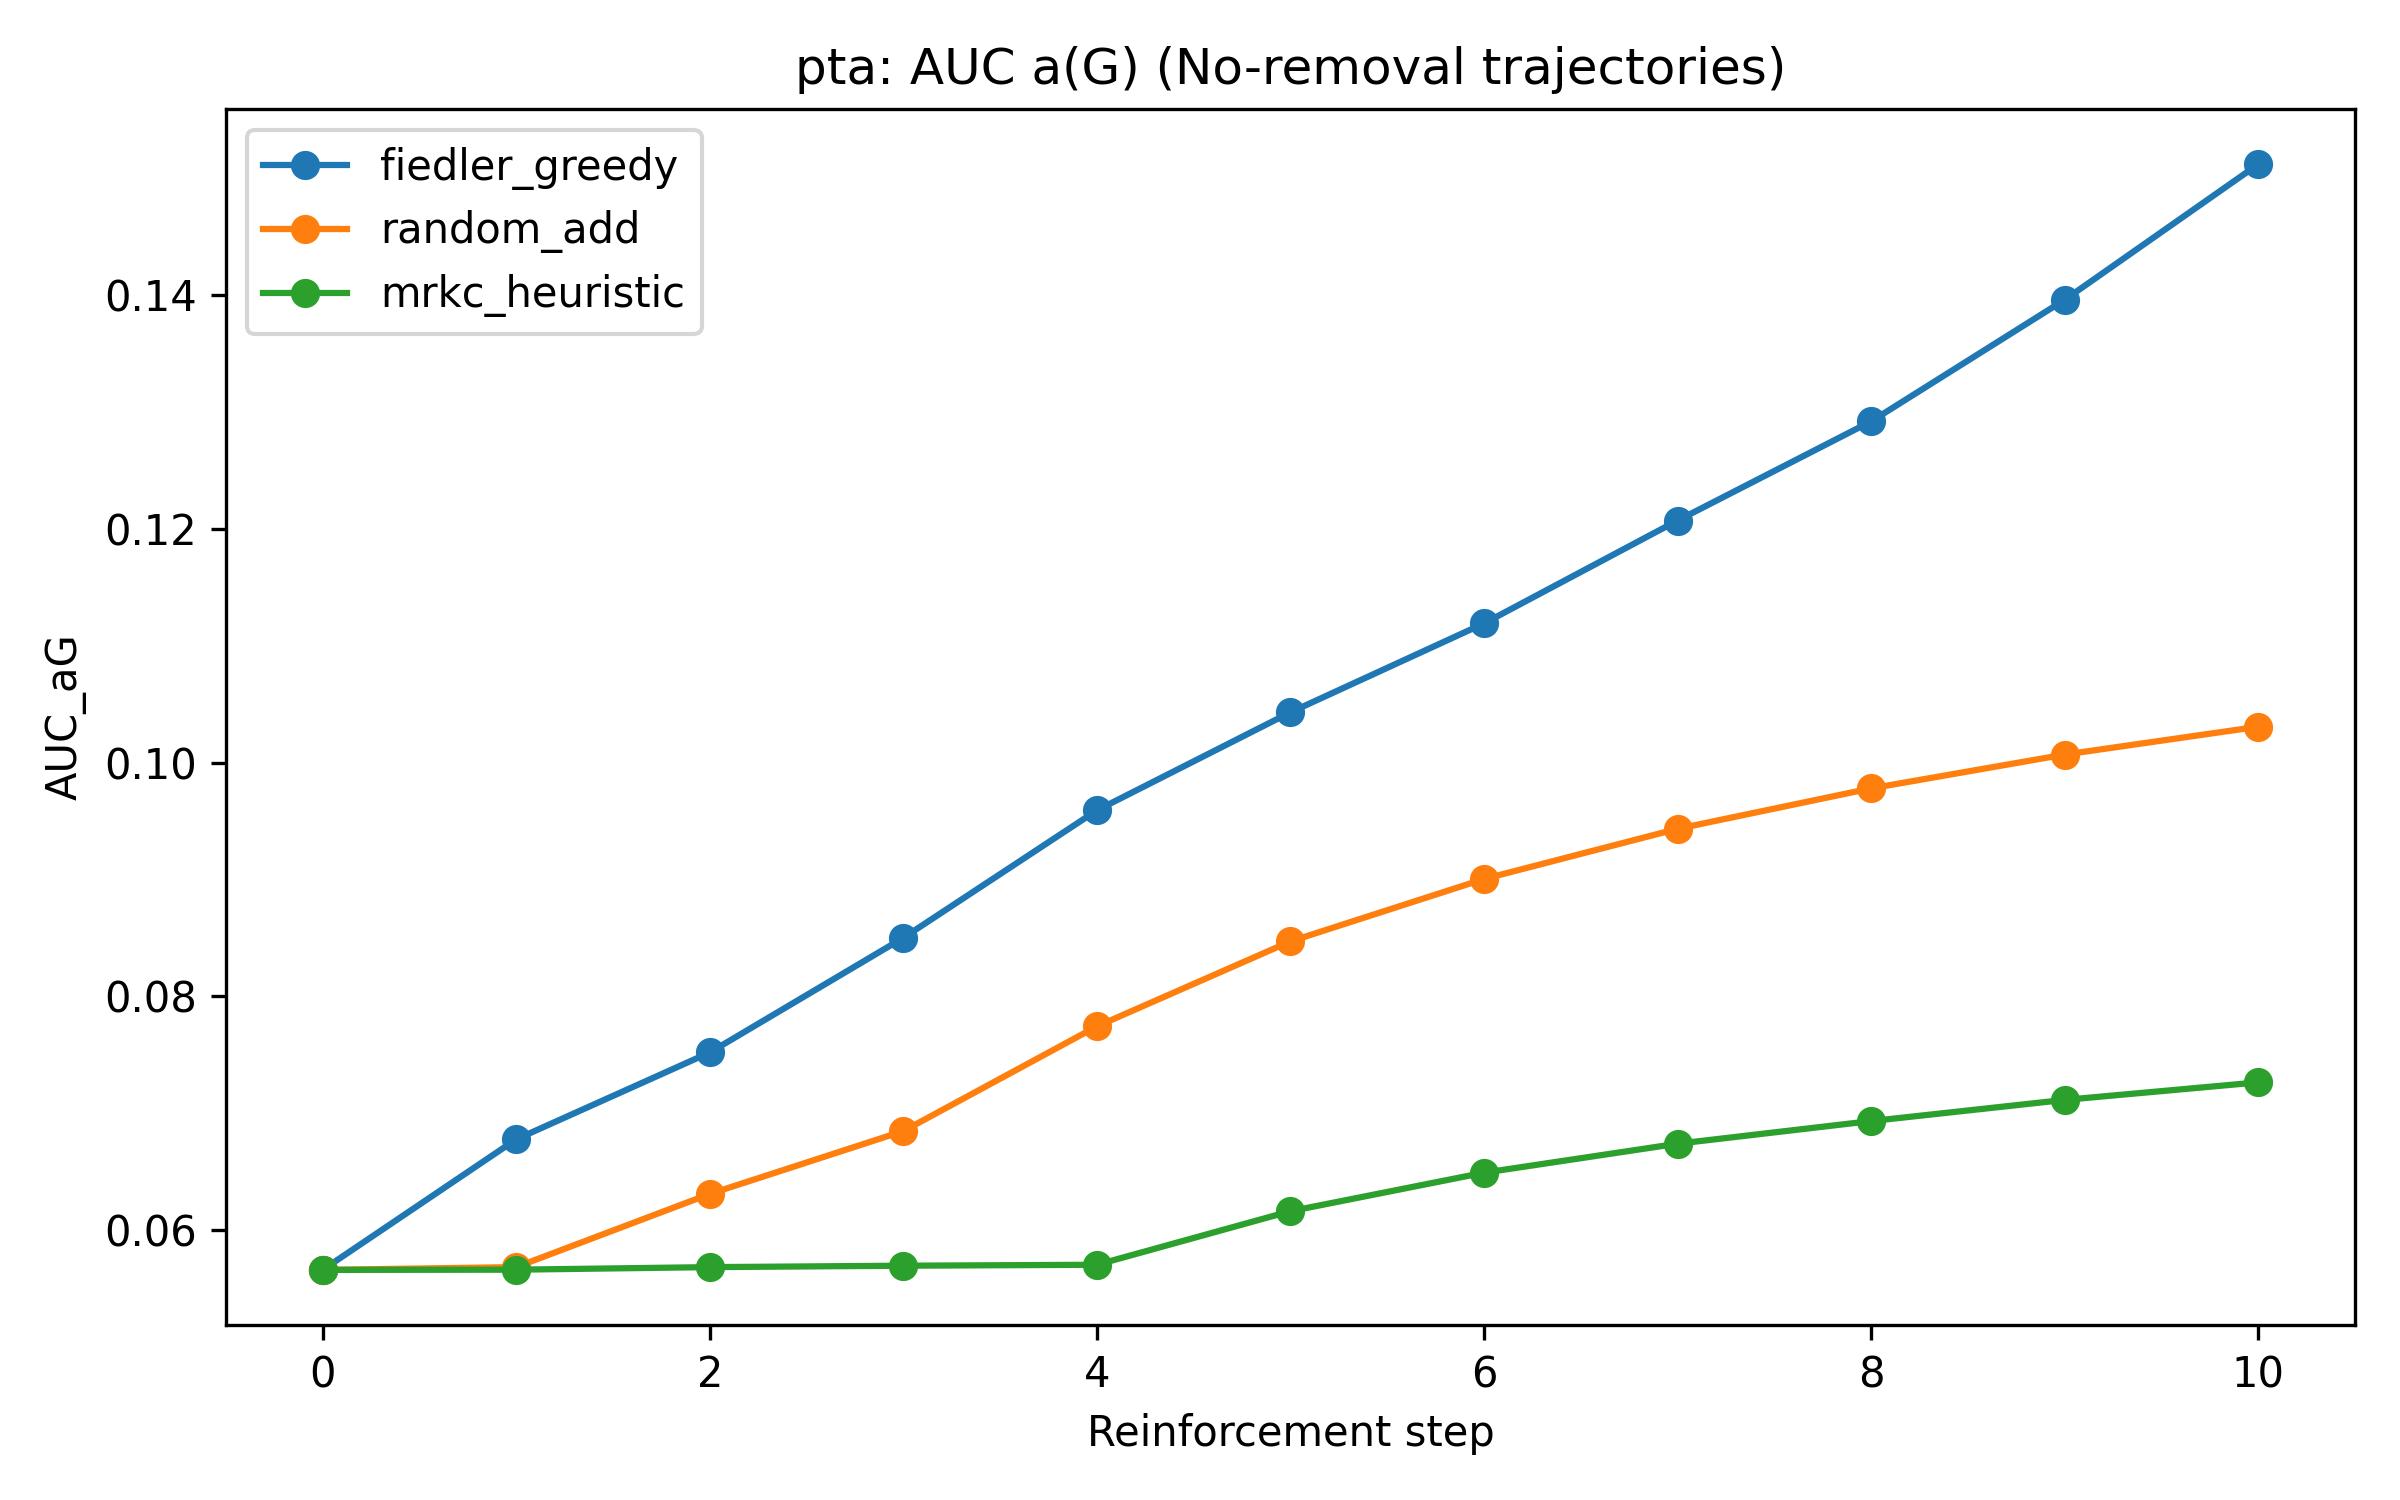 pta: AUC a(G) (No-removal trajectories)
fiedler_greedy
random_add
mrkc_heuristic
AUC_aG
0.14
0.12
0.10
0.08
0.06
0 2 4 6 8 10
Reinforcement step